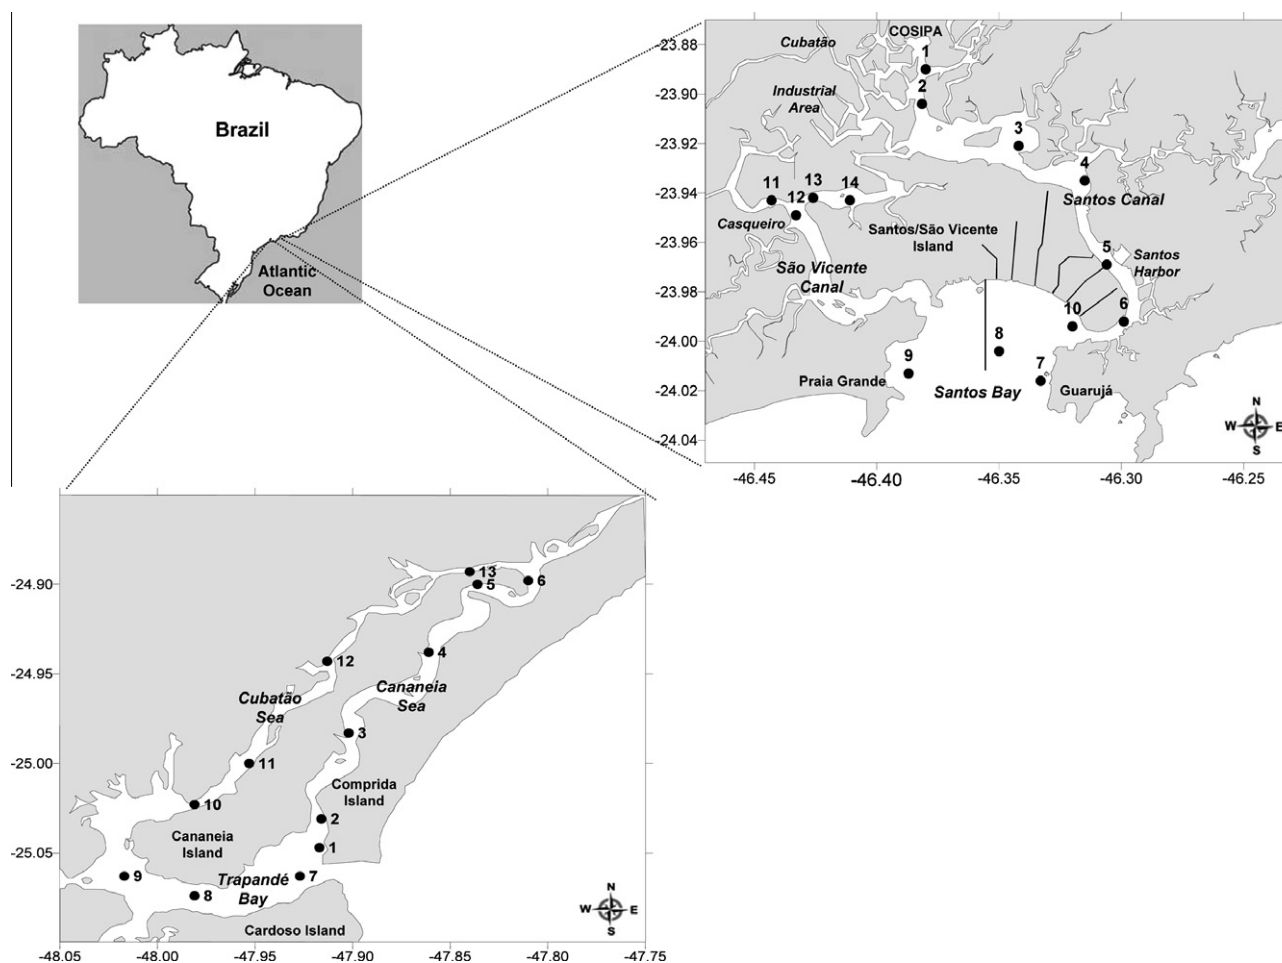 Brazil
Atlantic
Ocean
-23.88
-23.90
-23.92
-23.94
-23.96
-23.98
-24.00
-24.02
-24.04
COSIPA
Cubatão
1
2
Industrial
Area
3
4
Santos Canal
11
12
13
14
Casqueiro
Santos/São Vicente
Island
5
Santos
Harbor
São Vicente
Canal
10
6
8
9
7
Praia Grande
Santos Bay
Guarujá
N
W
E
S
-46.45
-46.40
-46.35
-46.30
-46.25
-24.90
-24.95
-25.00
-25.05
13
5
6
4
12
Cubatão
Sea
Cananeia
Sea
3
11
Comprida
Island
10
2
Cananeia
Island
1
9
Trapandé
Bay
7
8
Cardoso Island
N
W
E
S
-48.05
-48.00
-47.95
-47.90
-47.85
-47.80
-47.75